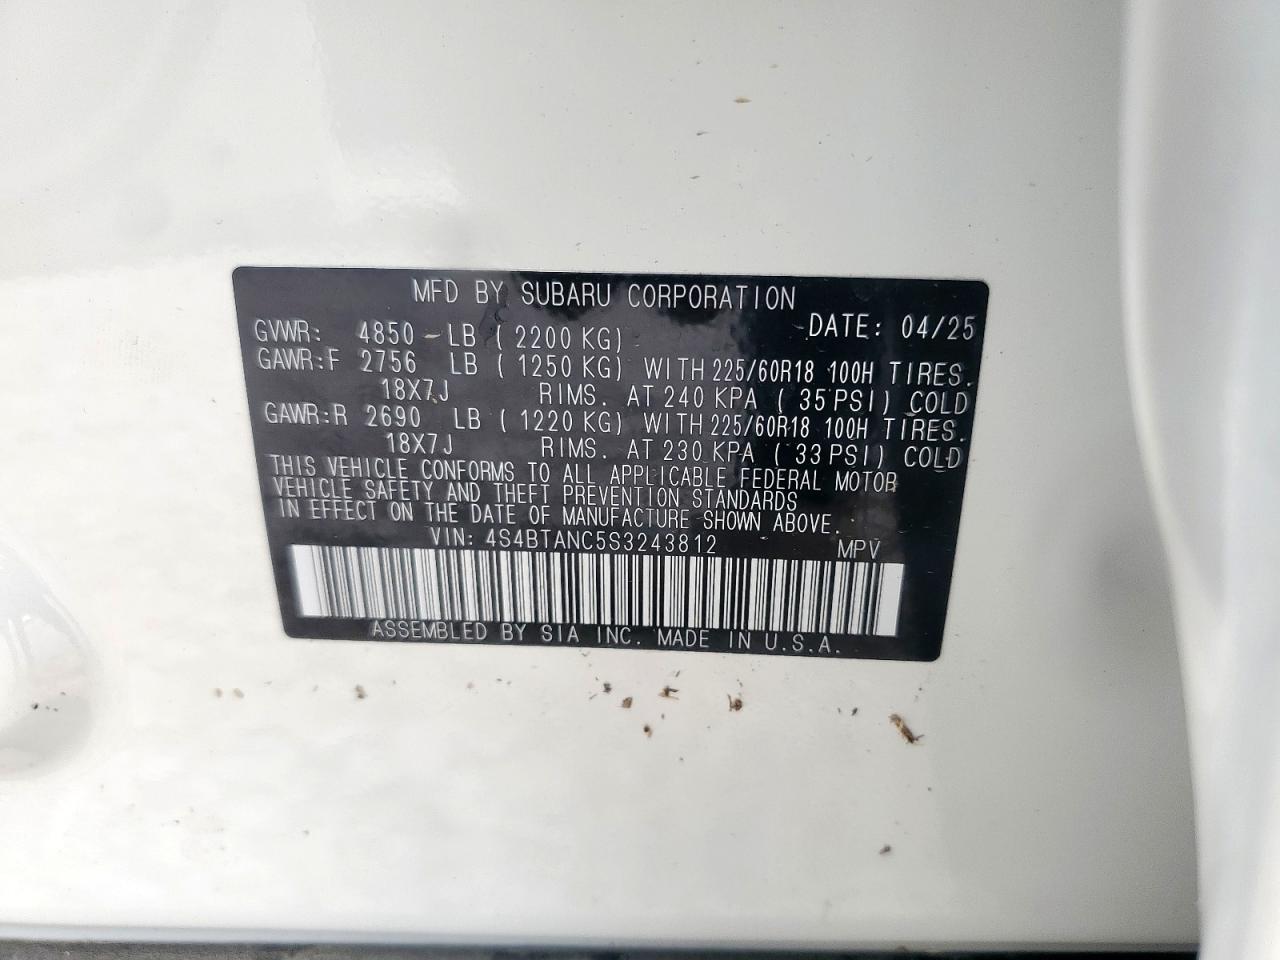 MFD BY SUBARU CORPORATION
GVWR: 4850 LB ( 2200 KG) DATE: 04/25
GAWR:F 2756 LB ( 1250 KG) WITH 225/60R18 100H TIRES.
18X7J RIMS. AT 240 KPA ( 35 PSI) COLD
GAWR:R 2690 LB ( 1220 KG) WITH 225/60R18 100H TIRES.
18X7J RIMS. AT 230 KPA ( 33 PSI) COLD
THIS VEHICLE CONFORMS TO ALL APPLICABLE FEDERAL MOTOR
VEHICLE SAFETY AND THEFT PREVENTION STANDARDS
IN EFFECT ON THE DATE OF MANUFACTURE SHOWN ABOVE.
VIN: 4S4BTANC5S3243812 MPV
ASSEMBLED BY SIA INC. MADE IN U.S.A.